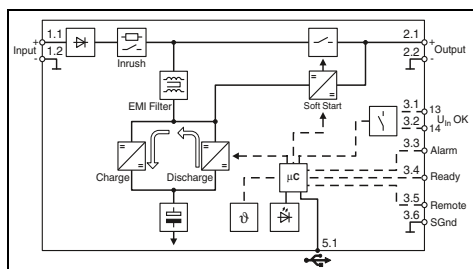 + 1.1
Input
- 1.2
Inrush
EMI Filter
Charge
Discharge
Soft Start
µC
ϑ
5.1
2.1 +
Output
2.2 -
3.1 13
U_In OK
3.2 14
3.3 Alarm
3.4 Ready
3.5 Remote
3.6 SGnd